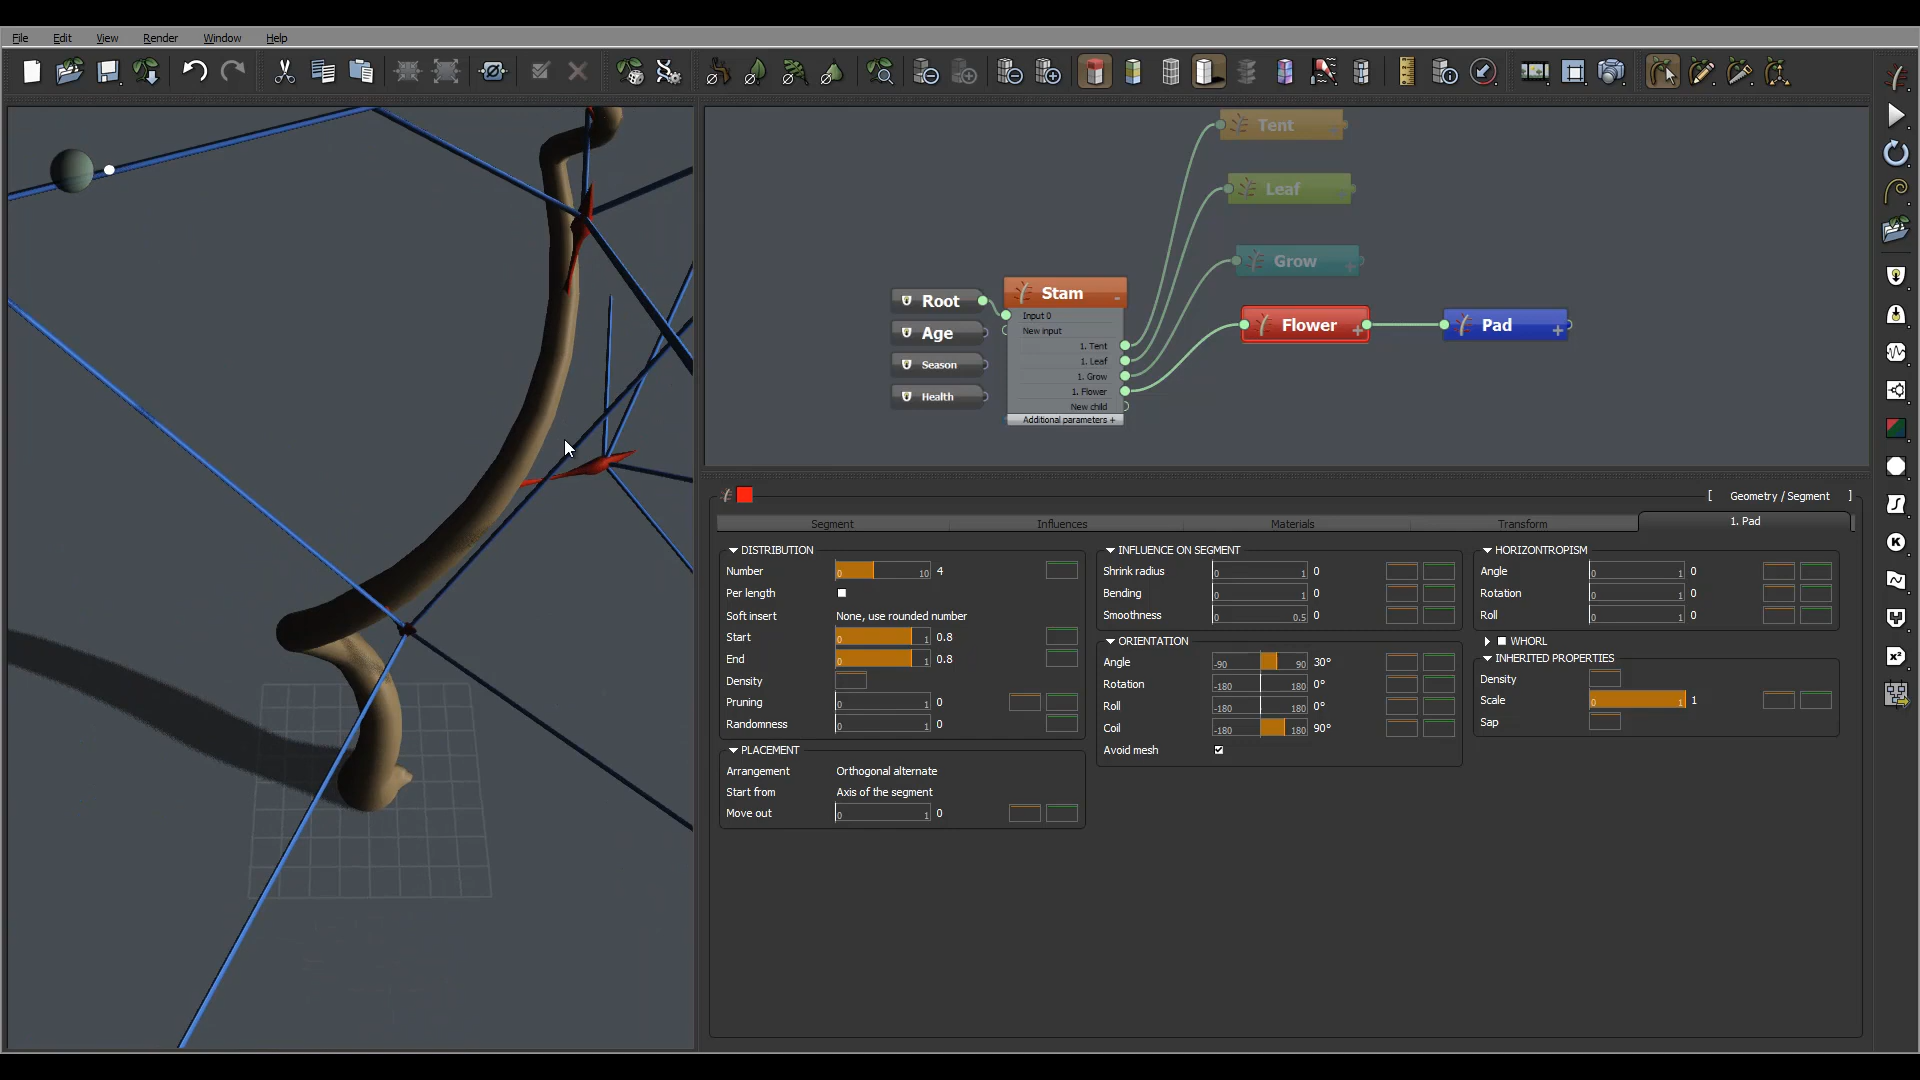 File Edit View Render Window Help
Tent
Leaf
Grow
Root
Age
Season
Health
Stam
Input 0
New input
1. Tent
1. Leaf
1. Grow
1. Flower
New child
Additional parameters +
Flower
Pad
[ Geometry / Segment ]
Segment Influences Materials Transform 1. Pad
DISTRIBUTION
Number 0 10 4
Per length
Soft insert None, use rounded number
Start 0 1 0.8
End 0 1 0.8
Density
Pruning 0 1 0
Randomness 0 1 0
PLACEMENT
Arrangement Orthogonal alternate
Start from Axis of the segment
Move out 0 1 0
INFLUENCE ON SEGMENT
Shrink radius 0 1 0
Bending 0 1 0
Smoothness 0 0.5 0
ORIENTATION
Angle -90 90 30°
Rotation -180 180 0°
Roll -180 180 0°
Coil -180 180 90°
Avoid mesh
HORIZONTROPISM
Angle 0 1 0
Rotation 0 1 0
Roll 0 1 0
WHORL
INHERITED PROPERTIES
Density
Scale 0 1 1
Sap
K
x²